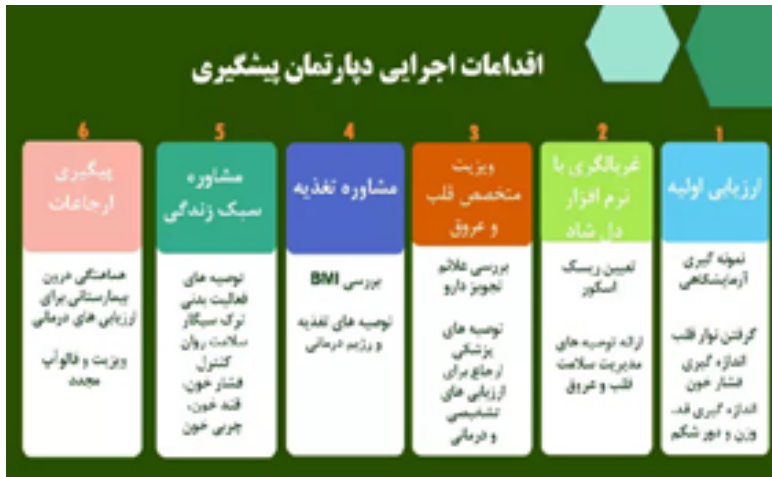 اقدامات اجرایی دپارتمان پیشگیری
1
ارزیابی اولیه
نمونه گیری
آزمایشگاهی
گرفتن نوار قلب
اندازه گیری
فشار خون
اندازه گیری قد،
وزن و دور شکم
2
غربالگری با
نرم افزار
دل شاد
تعیین ریسک
اسکور
ارائه توصیه های
مدیریت سلامت
قلب و عروق
3
ویزیت
متخصص قلب
و عروق
بررسی علائم
تجویز دارو
توصیه های
پزشکی
ارجاع برای
ارزیابی های
تشخیصی
و درمانی
4
مشاوره تغذیه
بررسی BMI
توصیه های تغذیه
و رژیم درمانی
5
مشاوره
سبک زندگی
توصیه های
فعالیت بدنی
ترک سیگار
سلامت روان
کنترل
فشار خون،
قند خون،
چربی خون
6
پیگیری
ارجاعات
هماهنگی درون
بیمارستانی برای
ارزیابی های درمانی
ویزیت و فالوآپ
مجدد